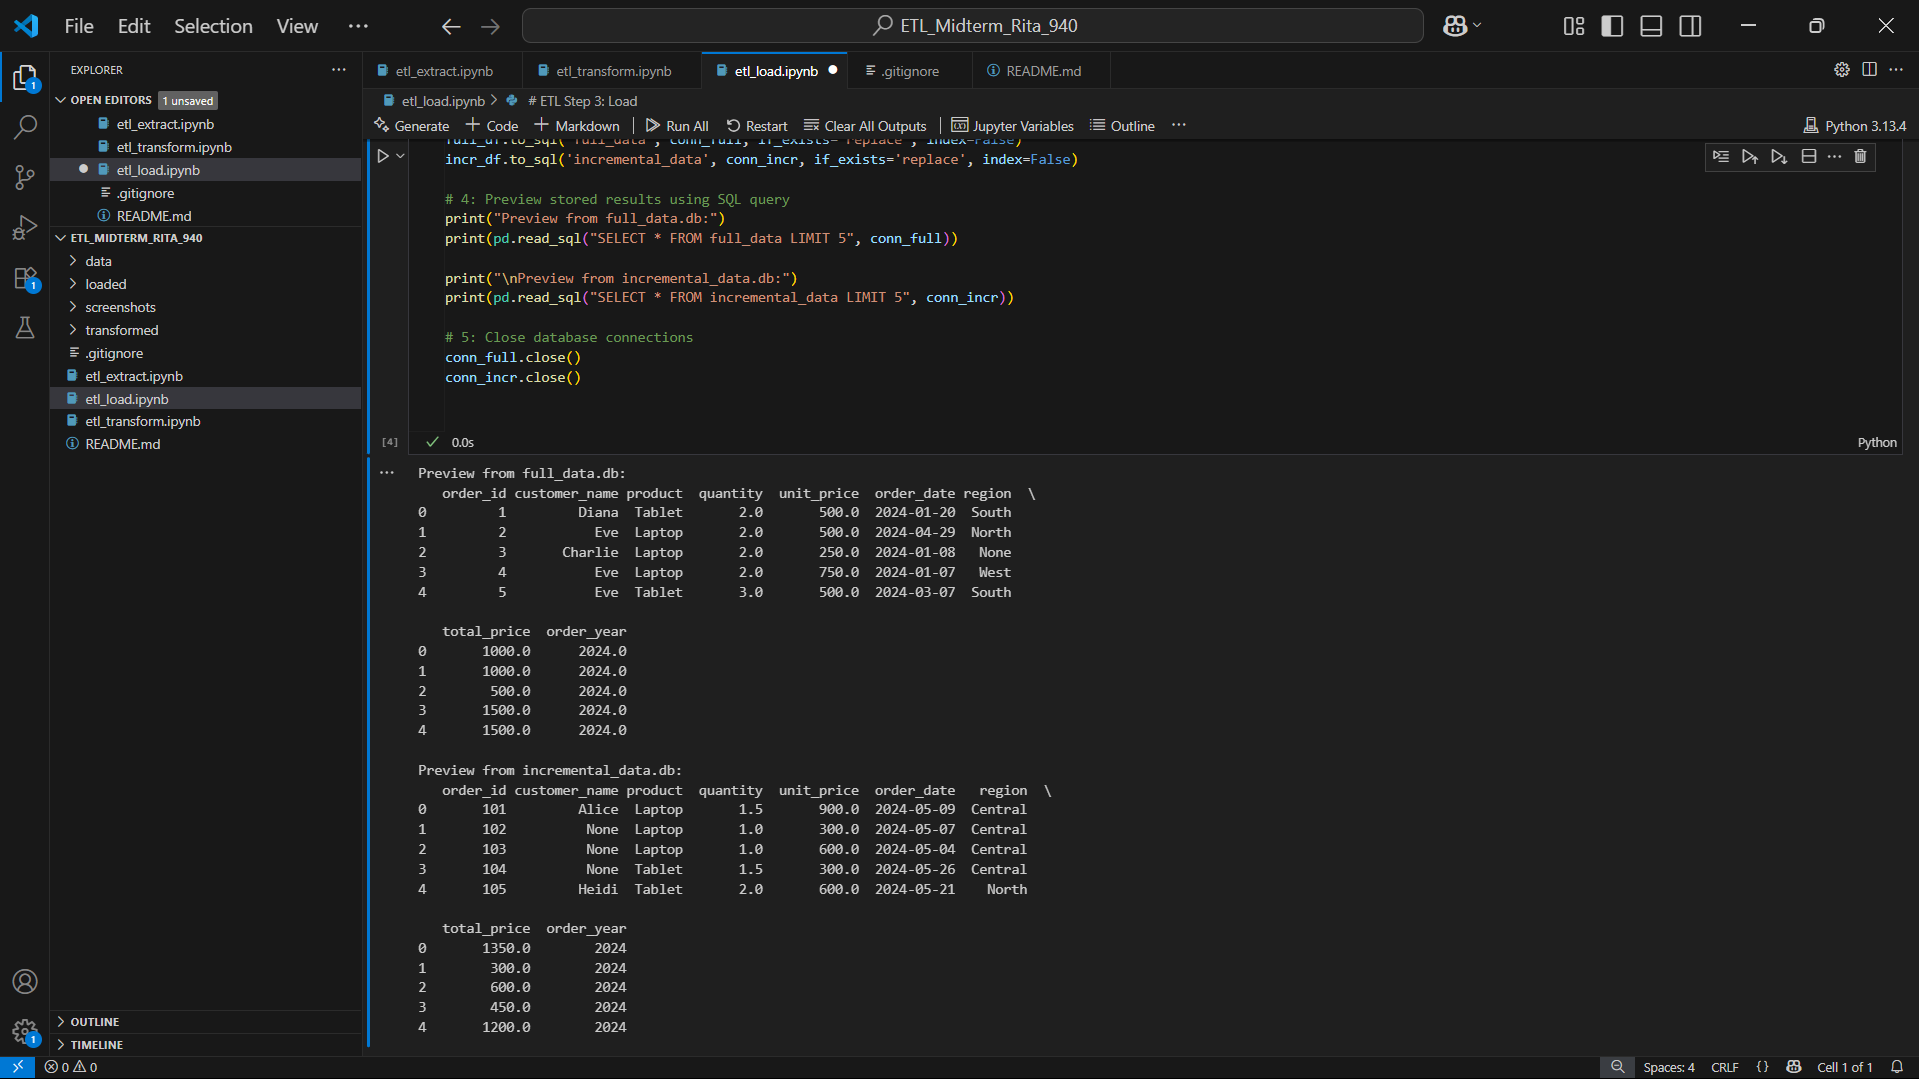 File Edit Selection View ··· ETL_Midterm_Rita_940
EXPLORER ···
OPEN EDITORS 1 unsaved
etl_extract.ipynb
etl_transform.ipynb
etl_load.ipynb
.gitignore
README.md
ETL_MIDTERM_RITA_940
data
loaded
screenshots
transformed
.gitignore
etl_extract.ipynb
etl_load.ipynb
etl_transform.ipynb
README.md
OUTLINE
TIMELINE
etl_extract.ipynb etl_transform.ipynb etl_load.ipynb .gitignore README.md
etl_load.ipynb > # ETL Step 3: Load
Generate + Code + Markdown Run All Restart Clear All Outputs Jupyter Variables Outline ··· Python 3.13.4
full_df.to_sql('full_data', conn_full, if_exists='replace', index=False)
incr_df.to_sql('incremental_data', conn_incr, if_exists='replace', index=False)
# 4: Preview stored results using SQL query
print("Preview from full_data.db:")
print(pd.read_sql("SELECT * FROM full_data LIMIT 5", conn_full))
print("\nPreview from incremental_data.db:")
print(pd.read_sql("SELECT * FROM incremental_data LIMIT 5", conn_incr))
# 5: Close database connections
conn_full.close()
conn_incr.close()
[4] 0.0s Python
Preview from full_data.db:
order_id customer_name product quantity unit_price order_date region \
0 1 Diana Tablet 2.0 500.0 2024-01-20 South
1 2 Eve Laptop 2.0 500.0 2024-04-29 North
2 3 Charlie Laptop 2.0 250.0 2024-01-08 None
3 4 Eve Laptop 2.0 750.0 2024-01-07 West
4 5 Eve Tablet 3.0 500.0 2024-03-07 South
total_price order_year
0 1000.0 2024.0
1 1000.0 2024.0
2 500.0 2024.0
3 1500.0 2024.0
4 1500.0 2024.0
Preview from incremental_data.db:
order_id customer_name product quantity unit_price order_date region \
0 101 Alice Laptop 1.5 900.0 2024-05-09 Central
1 102 None Laptop 1.0 300.0 2024-05-07 Central
2 103 None Laptop 1.0 600.0 2024-05-04 Central
3 104 None Tablet 1.5 300.0 2024-05-26 Central
4 105 Heidi Tablet 2.0 600.0 2024-05-21 North
total_price order_year
0 1350.0 2024
1 300.0 2024
2 600.0 2024
3 450.0 2024
4 1200.0 2024
1
1
1
0 0 Spaces: 4 CRLF {} Cell 1 of 1